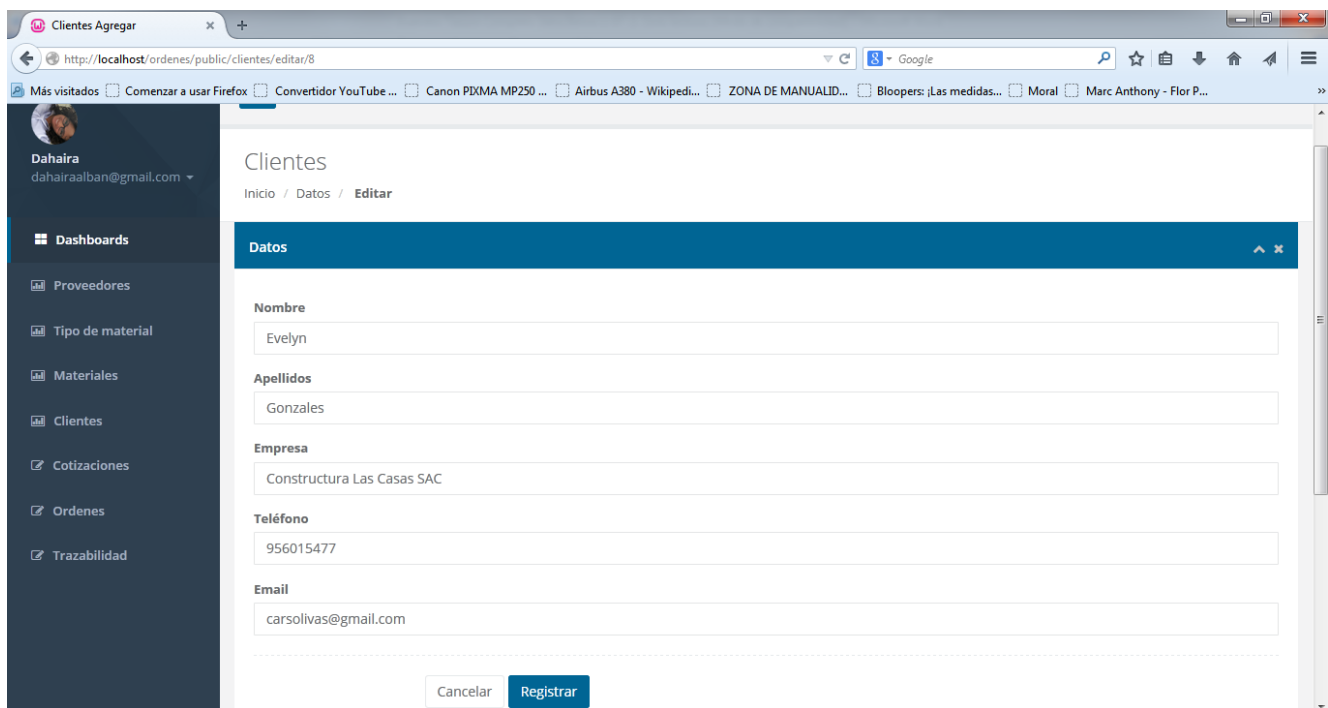 Clientes Agregar
http://localhost/ordenes/public/clientes/editar/8
Google
Más visitados Comenzar a usar Firefox Convertidor YouTube ... Canon PIXMA MP250 ... Airbus A380 - Wikipedi... ZONA DE MANUALID... Bloopers: ¡Las medidas... Moral Marc Anthony - Flor P...
Dahaira
dahairaalban@gmail.com
Dashboards
Proveedores
Tipo de material
Materiales
Clientes
Cotizaciones
Ordenes
Trazabilidad
Clientes
Inicio / Datos / Editar
Datos
Nombre
Evelyn
Apellidos
Gonzales
Empresa
Constructura Las Casas SAC
Teléfono
956015477
Email
carsolivas@gmail.com
Cancelar Registrar